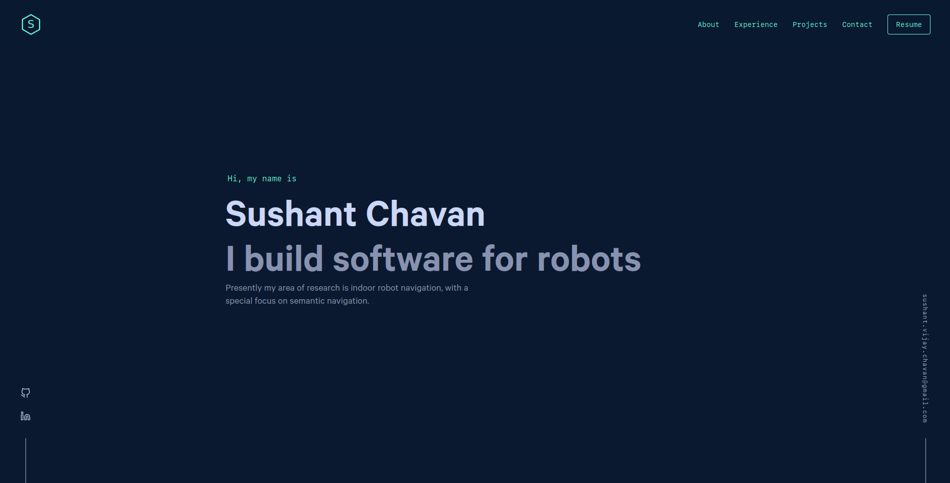 S
About
Experience
Projects
Contact
Resume
Hi, my name is
Sushant Chavan
I build software for robots
Presently my area of research is indoor robot navigation, with a
special focus on semantic navigation.
sushant.vijay.chavan@gmail.com
in